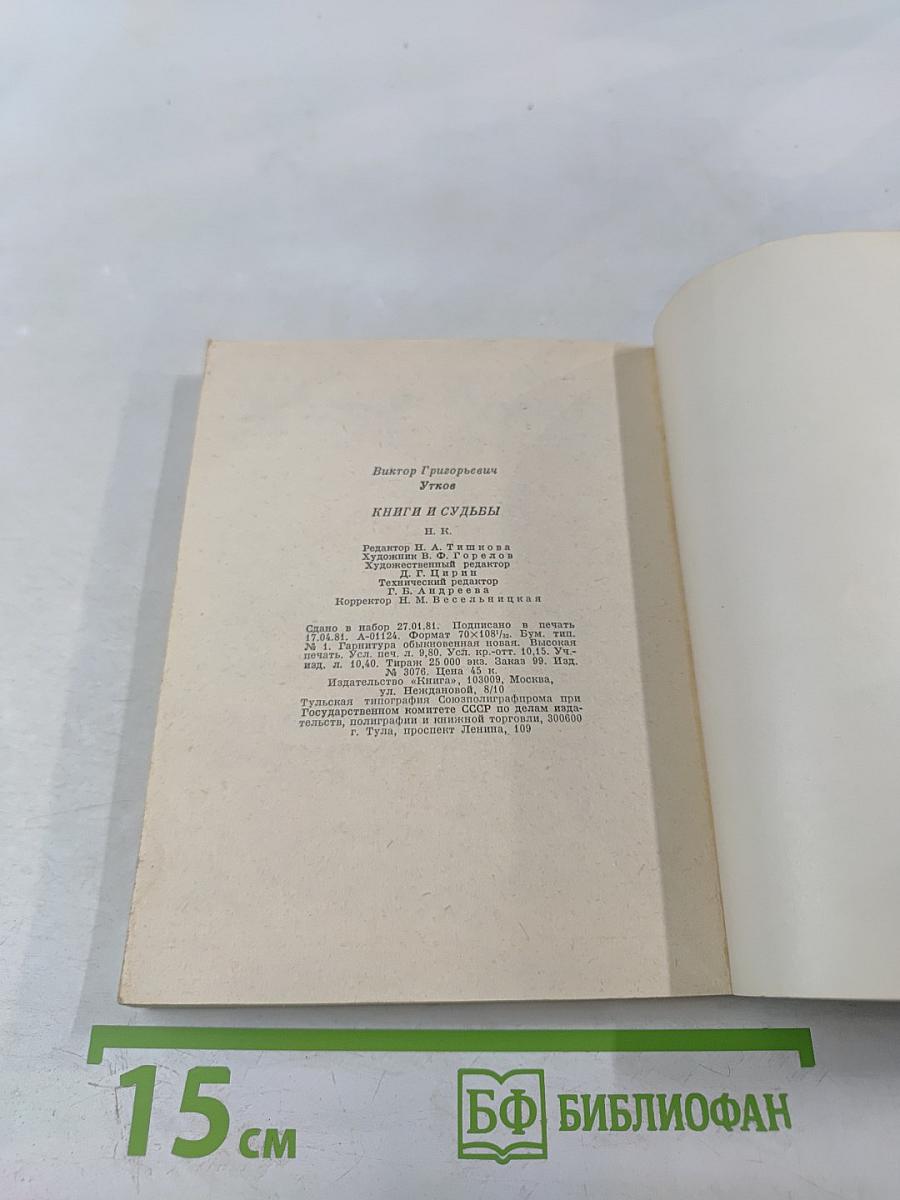 Виктор Григорьевич
Утков
КНИГИ И СУДЬБЫ
Н. К.
Редактор Н. А. Тишкова
Художник В. Ф. Горелов
Художественный редактор
Д. Г. Цирин
Технический редактор
Г. Б. Андреева
Корректор Н. М. Весельницкая
Сдано в набор 27.01.81. Подписано в печать
17.04.81. А-01124. Формат 70×108¹/₃₂. Бум. тип.
№ 1. Гарнитура обыкновенная новая. Высокая
печать. Усл. печ. л. 9,80. Усл. кр.-отт. 10,15. Уч.-
изд. л. 10,40. Тираж 25 000 экз. Заказ 99. Изд.
№ 3076. Цена 45 к.
Издательство «Книга», 103009, Москва,
ул. Неждановой, 8/10
Тульская типография Союзполиграфпрома при
Государственном комитете СССР по делам изда-
тельств, полиграфии и книжной торговли, 300600
г. Тула, проспект Ленина, 109
15 см
БФ БИБЛИОФАН